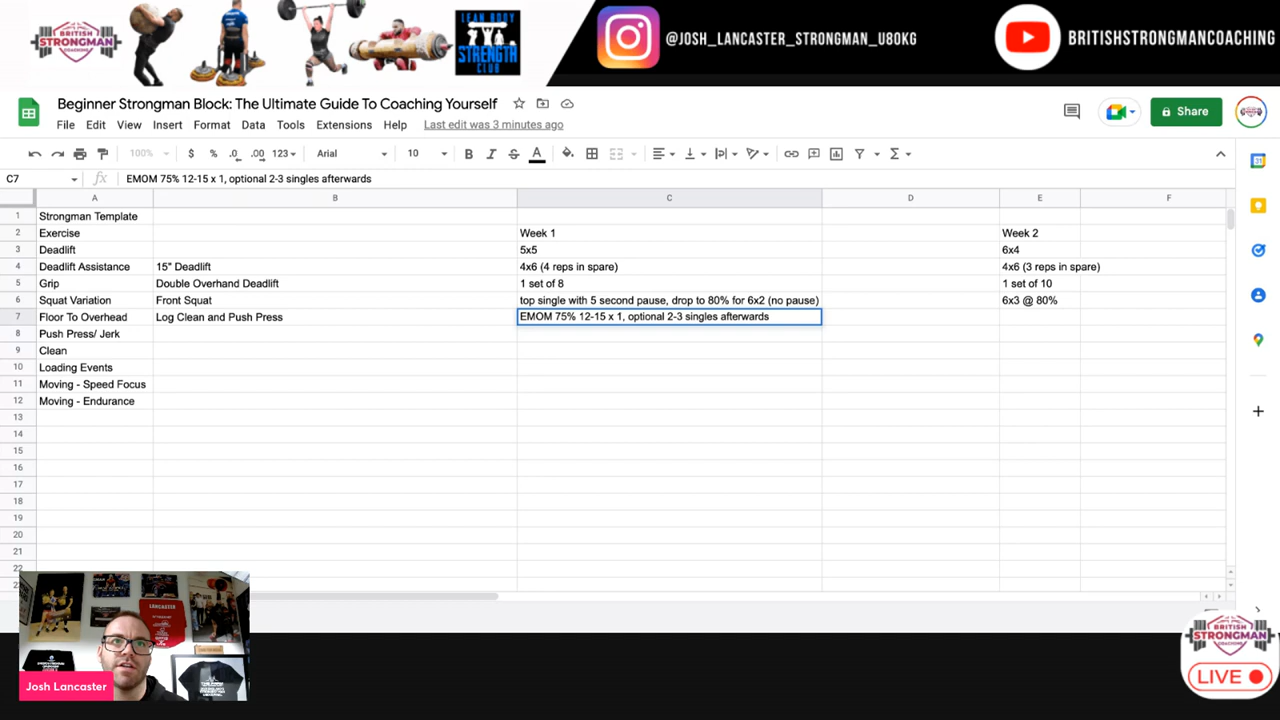 BRITISH
STRONGMAN
COACHING
LEAN BODY
STRENGTH
CLUB
@JOSH_LANCASTER_STRONGMAN_U80KG
BRITISHSTRONGMANCOACHING
Beginner Strongman Block: The Ultimate Guide To Coaching Yourself
Share
File Edit View Insert Format Data Tools Extensions Help Last edit was 3 minutes ago
100% $ % .0 .00 123 Arial 10 B I S A
C7 fx EMOM 75% 12-15 x 1, optional 2-3 singles afterwards
A B C D E F
1 Strongman Template
2 Exercise Week 1 Week 2
3 Deadlift 5x5 6x4
4 Deadlift Assistance 15" Deadlift 4x6 (4 reps in spare) 4x6 (3 reps in spare)
5 Grip Double Overhand Deadlift 1 set of 8 1 set of 10
6 Squat Variation Front Squat top single with 5 second pause, drop to 80% for 6x2 (no pause) 6x3 @ 80%
7 Floor To Overhead Log Clean and Push Press EMOM 75% 12-15 x 1, optional 2-3 singles afterwards
8 Push Press/ Jerk
9 Clean
10 Loading Events
11 Moving - Speed Focus
12 Moving - Endurance
13
14
15
16
17
18
19
20
21
22
LANCASTER
Josh Lancaster
BRITISH
STRONGMAN
COACHING
LIVE